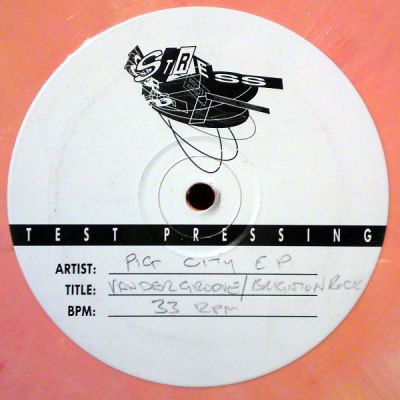 STRESS
TEST PRESSING
ARTIST: PIG CITY E.P.
TITLE: VANDERGROOVE / BRIGHTON ROCK
BPM: 33 RPM